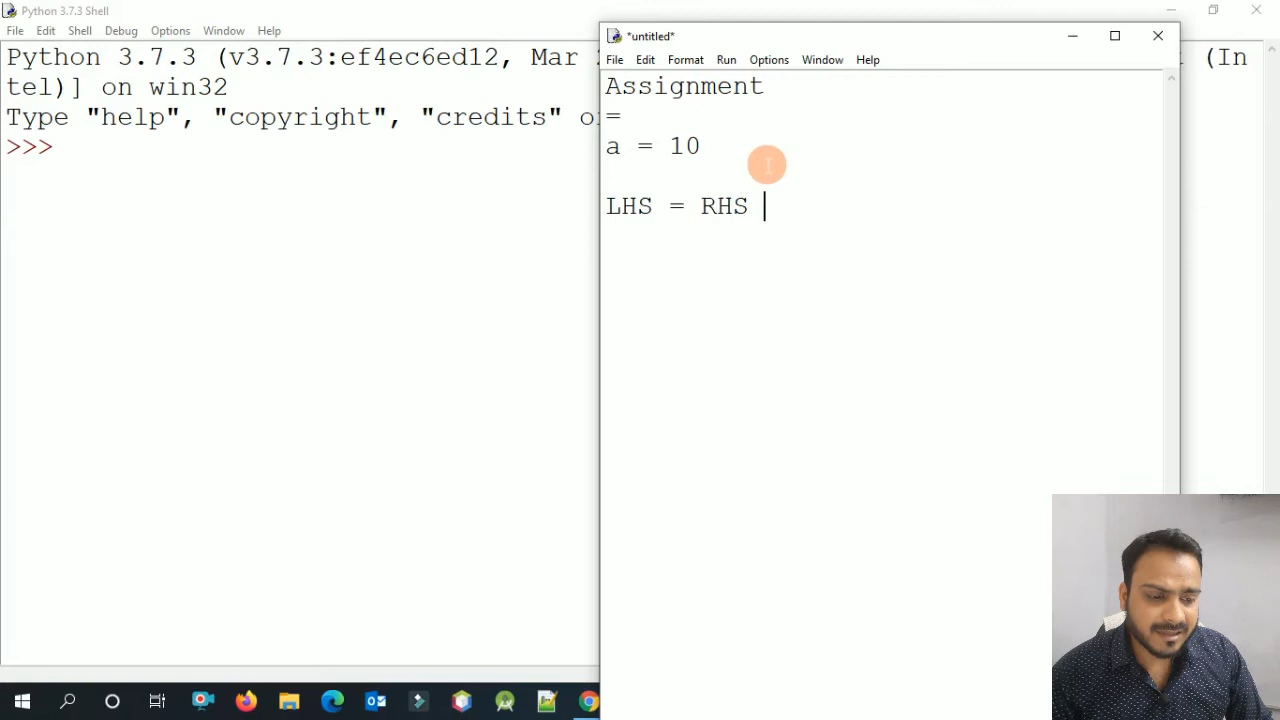 Python 3.7.3 Shell
File Edit Shell Debug Options Window Help
Python 3.7.3 (v3.7.3:ef4ec6ed12, Mar (In
tel)] on win32
Type "help", "copyright", "credits"
>>>
*untitled*
File Edit Format Run Options Window Help
Assignment
=
a = 10
LHS = RHS